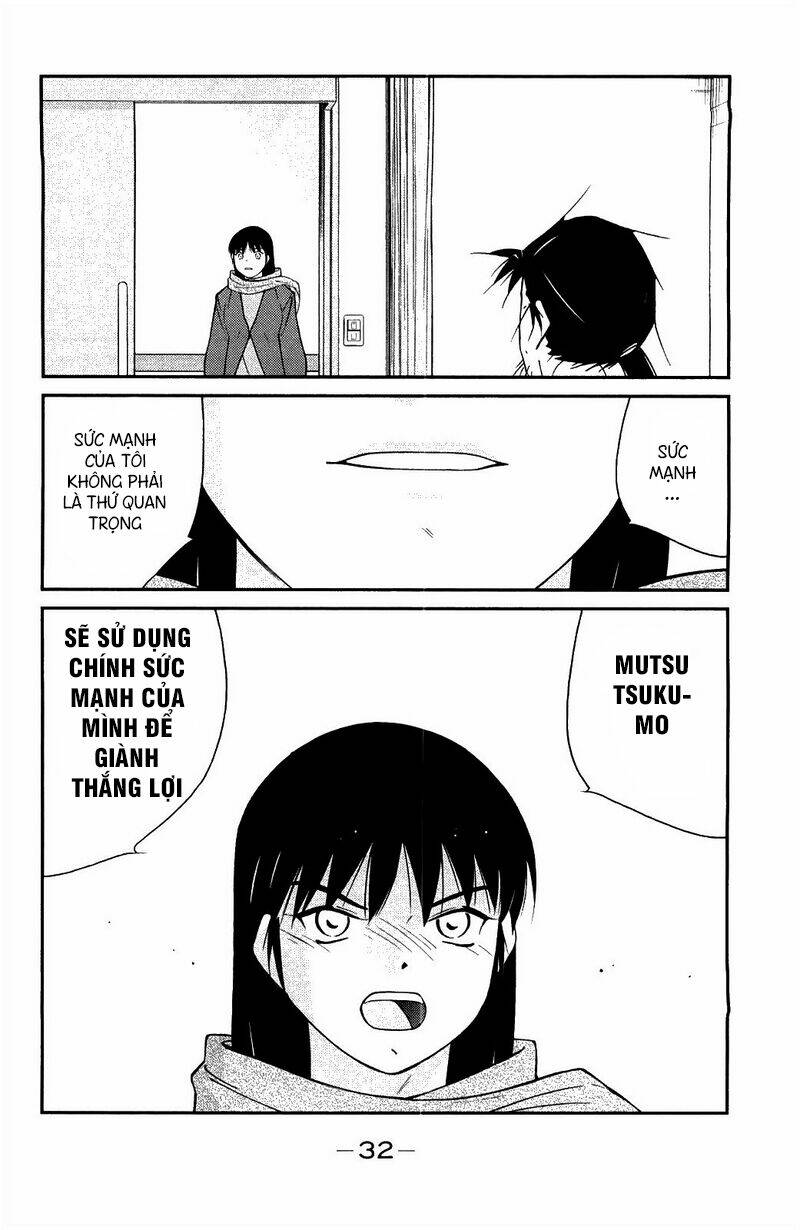 SỨC
MẠNH
...
SỨC MẠNH
CỦA TÔI
KHÔNG PHẢI
LÀ THỨ QUAN
TRỌNG
MUTSU
TSUKU-
MO
SẼ SỬ DỤNG
CHÍNH SỨC
MẠNH CỦA
MÌNH ĐỂ
GIÀNH
THẮNG LỢI
-32-